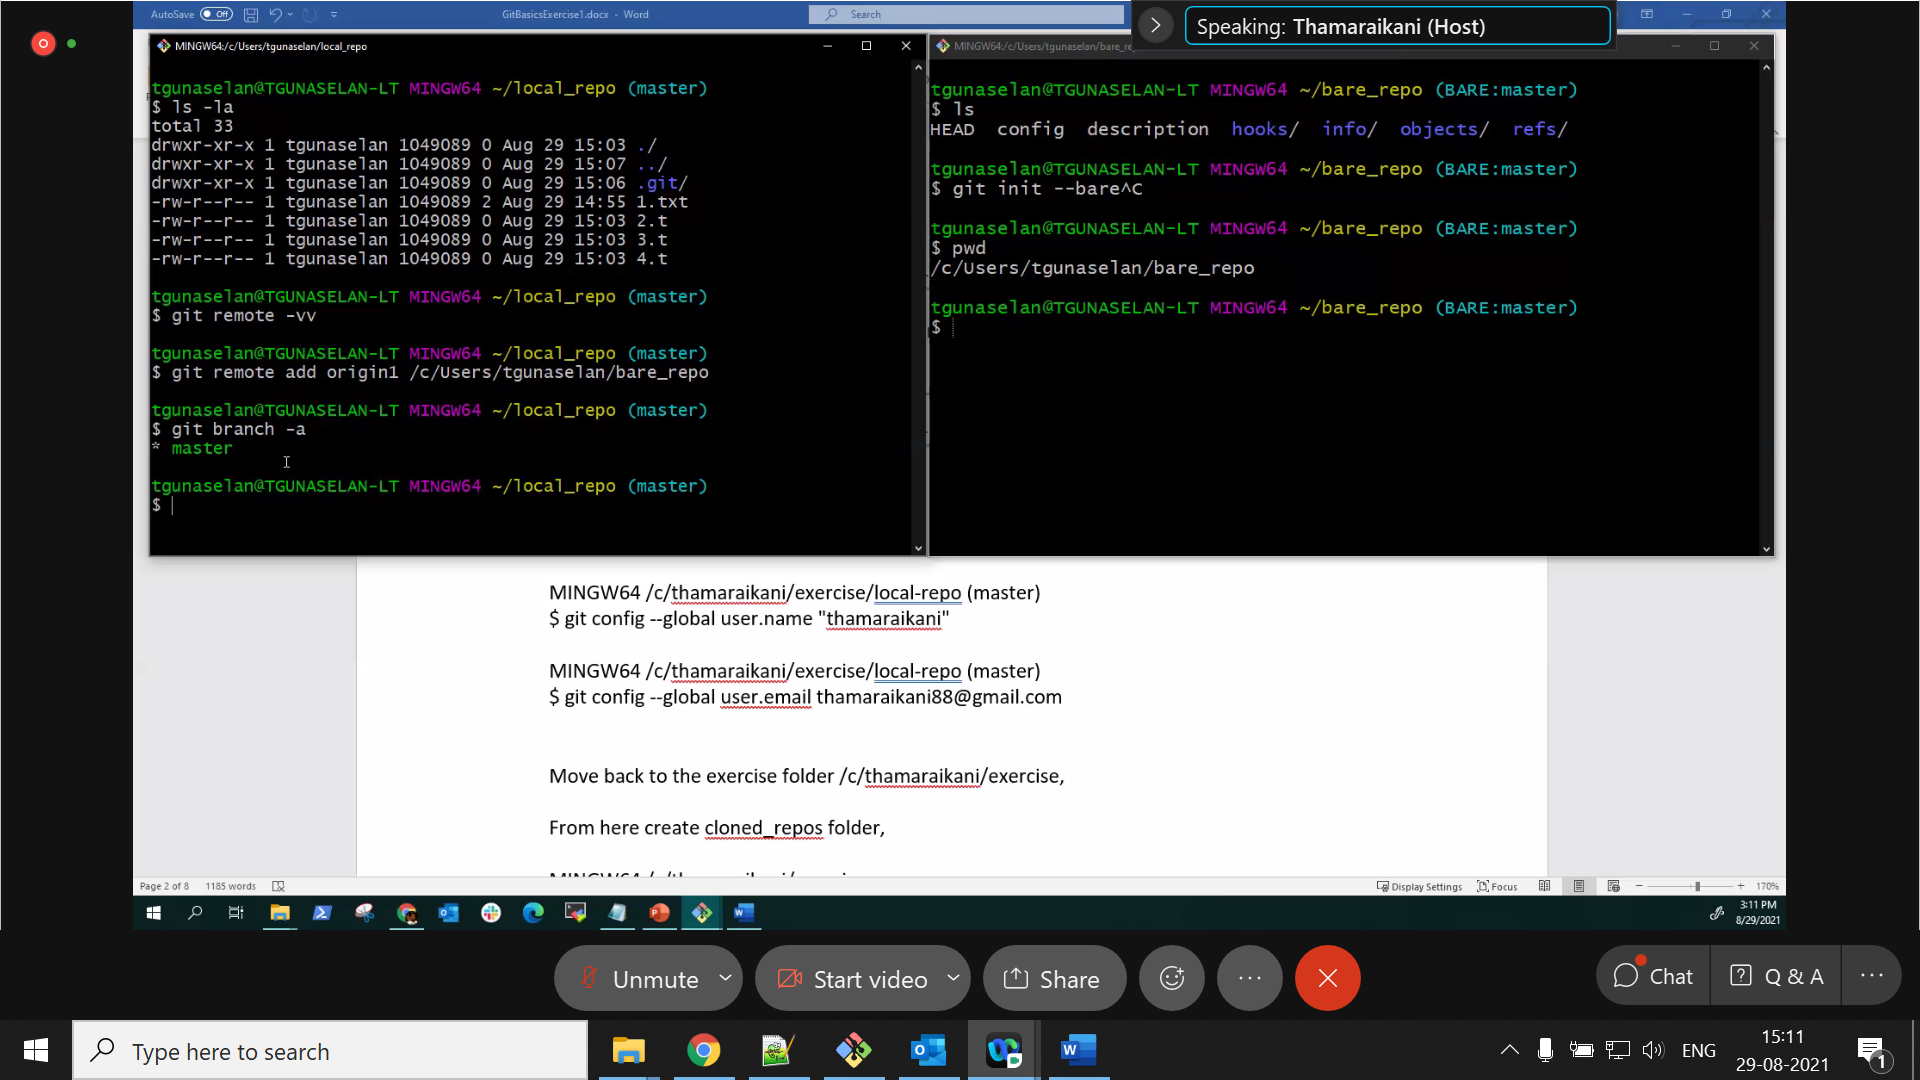 AutoSave Off
GitBasicsExercise1.docx - Word
Search
Speaking: Thamaraikani (Host)
MINGW64:/c/Users/tgunaselan/local_repo
tgunaselan@TGUNASELAN-LT MINGW64 ~/local_repo (master)
$ ls -la
total 33
drwxr-xr-x 1 tgunaselan 1049089 0 Aug 29 15:03 ./
drwxr-xr-x 1 tgunaselan 1049089 0 Aug 29 15:07 ../
drwxr-xr-x 1 tgunaselan 1049089 0 Aug 29 15:06 .git/
-rw-r--r-- 1 tgunaselan 1049089 2 Aug 29 14:55 1.txt
-rw-r--r-- 1 tgunaselan 1049089 0 Aug 29 15:03 2.t
-rw-r--r-- 1 tgunaselan 1049089 0 Aug 29 15:03 3.t
-rw-r--r-- 1 tgunaselan 1049089 0 Aug 29 15:03 4.t
tgunaselan@TGUNASELAN-LT MINGW64 ~/local_repo (master)
$ git remote -vv
tgunaselan@TGUNASELAN-LT MINGW64 ~/local_repo (master)
$ git remote add origin1 /c/Users/tgunaselan/bare_repo
tgunaselan@TGUNASELAN-LT MINGW64 ~/local_repo (master)
$ git branch -a
* master
tgunaselan@TGUNASELAN-LT MINGW64 ~/local_repo (master)
$
MINGW64:/c/Users/tgunaselan/bare_re
tgunaselan@TGUNASELAN-LT MINGW64 ~/bare_repo (BARE:master)
$ ls
HEAD config description hooks/ info/ objects/ refs/
tgunaselan@TGUNASELAN-LT MINGW64 ~/bare_repo (BARE:master)
$ git init --bare^C
tgunaselan@TGUNASELAN-LT MINGW64 ~/bare_repo (BARE:master)
$ pwd
/c/Users/tgunaselan/bare_repo
tgunaselan@TGUNASELAN-LT MINGW64 ~/bare_repo (BARE:master)
$
MINGW64 /c/thamaraikani/exercise/local-repo (master)
$ git config --global user.name "thamaraikani"
MINGW64 /c/thamaraikani/exercise/local-repo (master)
$ git config --global user.email thamaraikani88@gmail.com
Move back to the exercise folder /c/thamaraikani/exercise,
From here create cloned_repos folder,
Page 2 of 8 1185 words
Display Settings Focus 170%
3:11 PM
8/29/2021
Unmute
Start video
Share
Chat
Q & A
Type here to search
ENG
15:11
29-08-2021
1